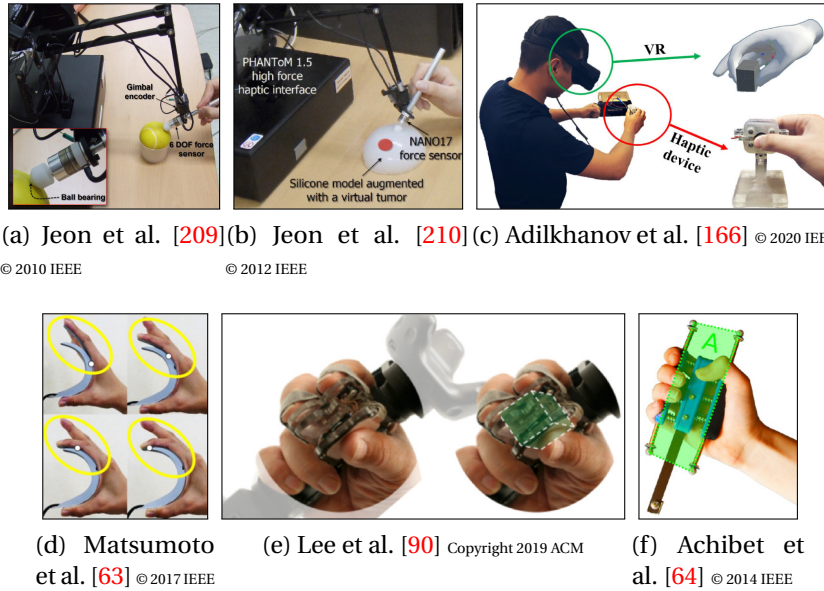 Gimbal
encoder
6 DOF force
sensor
Ball bearing
PHANToM 1.5
high force
haptic interface
NANO17
force sensor
Silicone model augmented
with a virtual tumor
VR
Haptic
device
(a) Jeon et al. [209]
© 2010 IEEE
(b) Jeon et al. [210]
© 2012 IEEE
(c) Adilkhanov et al. [166] © 2020 IEE
A
(d) Matsumoto
et al. [63] © 2017 IEEE
(e) Lee et al. [90] Copyright 2019 ACM
(f) Achibet et
al. [64] © 2014 IEEE